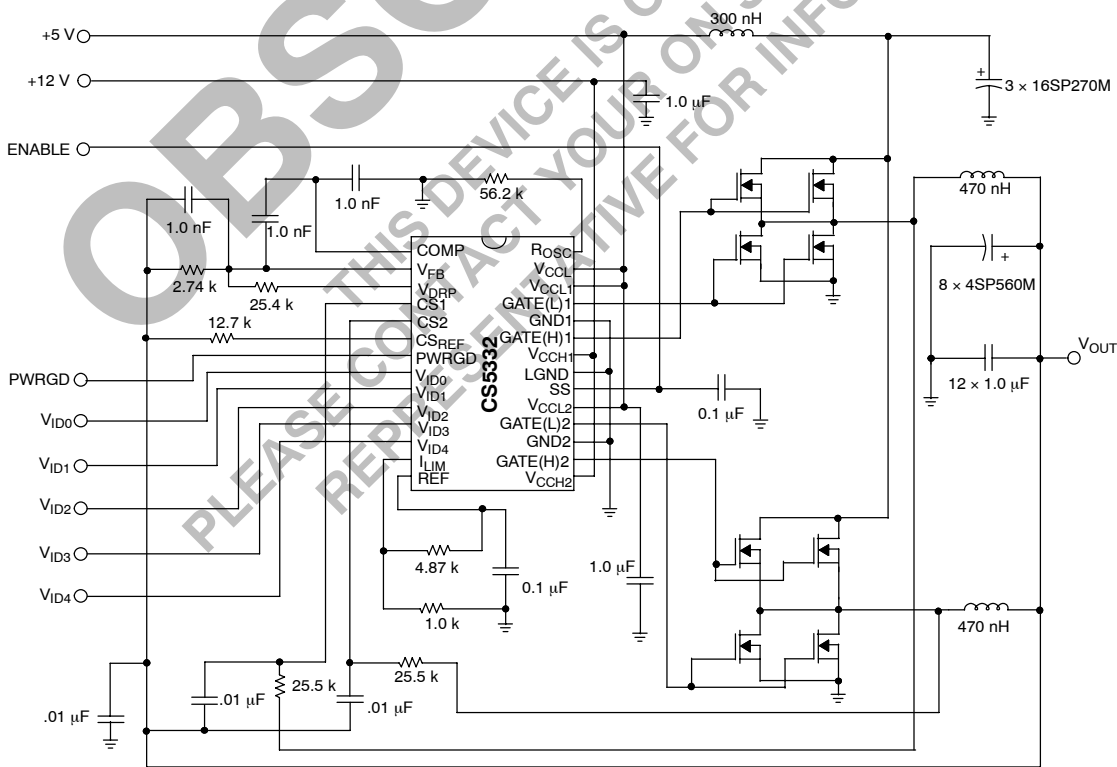 300 nH
+5 V
+12 V
1.0 μF
3 × 16SP270M
ENABLE
1.0 nF
1.0 nF
1.0 nF
56.2 k
470 nH
8 × 4SP560M
12 × 1.0 μF
VOUT
2.74 k
25.4 k
12.7 k
COMP
VFB
VDRP
CS1
CS2
CSREF
PWRGD
VID0
VID1
VID2
VID3
VID4
ILIM
REF
CS5332
ROSC
VCCL
VCCL1
GATE(L)1
GND1
GATE(H)1
VCCH1
LGND
SS
VCCL2
GATE(L)2
GND2
GATE(H)2
VCCH2
0.1 μF
PWRGD
VID0
VID1
VID2
VID3
VID4
4.87 k
0.1 μF
1.0 k
1.0 μF
470 nH
25.5 k
25.5 k
.01 μF
.01 μF
.01 μF
OBS
THIS DEVICE IS
PLEASE CONTACT YOUR ON
REPRESENTATIVE FOR INFO